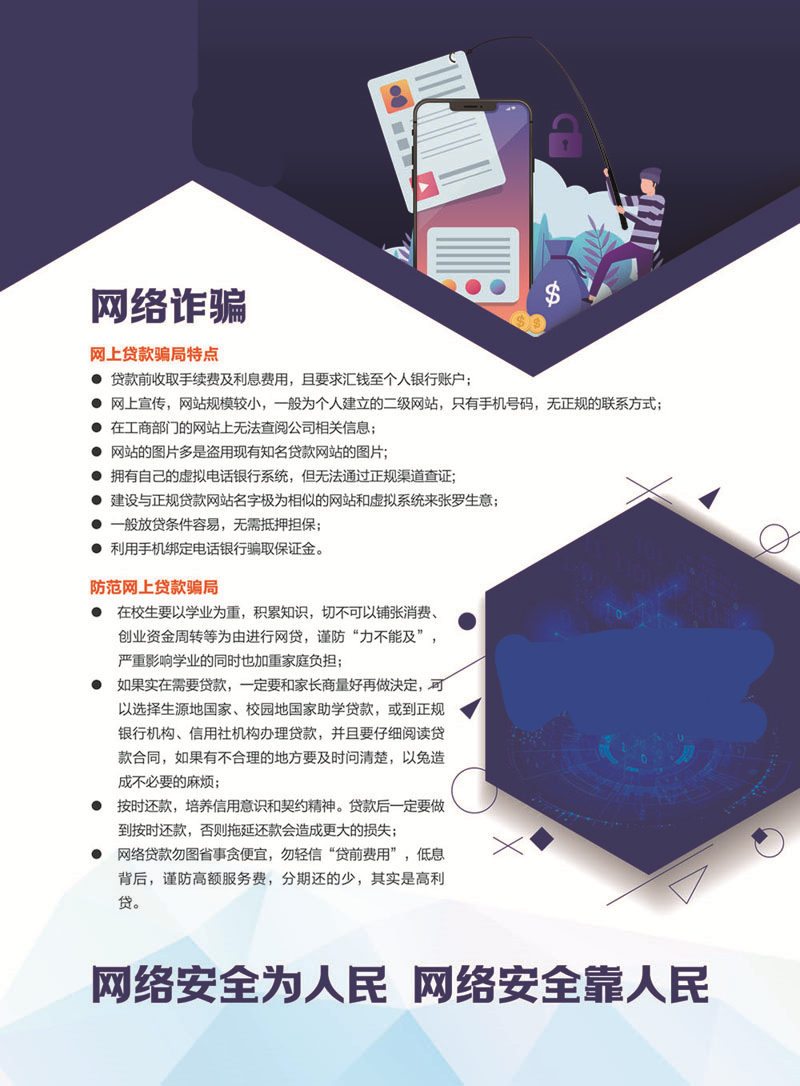 网络诈骗
网上贷款骗局特点
● 贷款前收取手续费及利息费用，且要求汇钱至个人银行账户；
● 网上宣传，网站规模较小，一般为个人建立的二级网站，只有手机号码，无正规的联系方式；
● 在工商部门的网站上无法查阅公司相关信息；
● 网站的图片多是盗用现有知名贷款网站的图片；
● 拥有自己的虚拟电话银行系统，但无法通过正规渠道查证；
● 建设与正规贷款网站名字极为相似的网站和虚拟系统来张罗生意；
● 一般放贷条件容易，无需抵押担保；
● 利用手机绑定电话银行骗取保证金。
防范网上贷款骗局
● 在校生要以学业为重，积累知识，切不可以铺张消费、
创业资金周转等为由进行网贷，谨防“力不能及”，
严重影响学业的同时也加重家庭负担；
● 如果实在需要贷款，一定要和家长商量好再做决定，可
以选择生源地国家、校园地国家助学贷款，或到正规
银行机构、信用社机构办理贷款，并且要仔细阅读贷
款合同，如果有不合理的地方要及时问清楚，以免造
成不必要的麻烦；
● 按时还款，培养信用意识和契约精神。贷款后一定要做
到按时还款，否则拖延还款会造成更大的损失；
● 网络贷款勿图省事贪便宜，勿轻信“贷前费用”，低息
背后，谨防高额服务费，分期还的少，其实是高利
贷。
网络安全为人民 网络安全靠人民